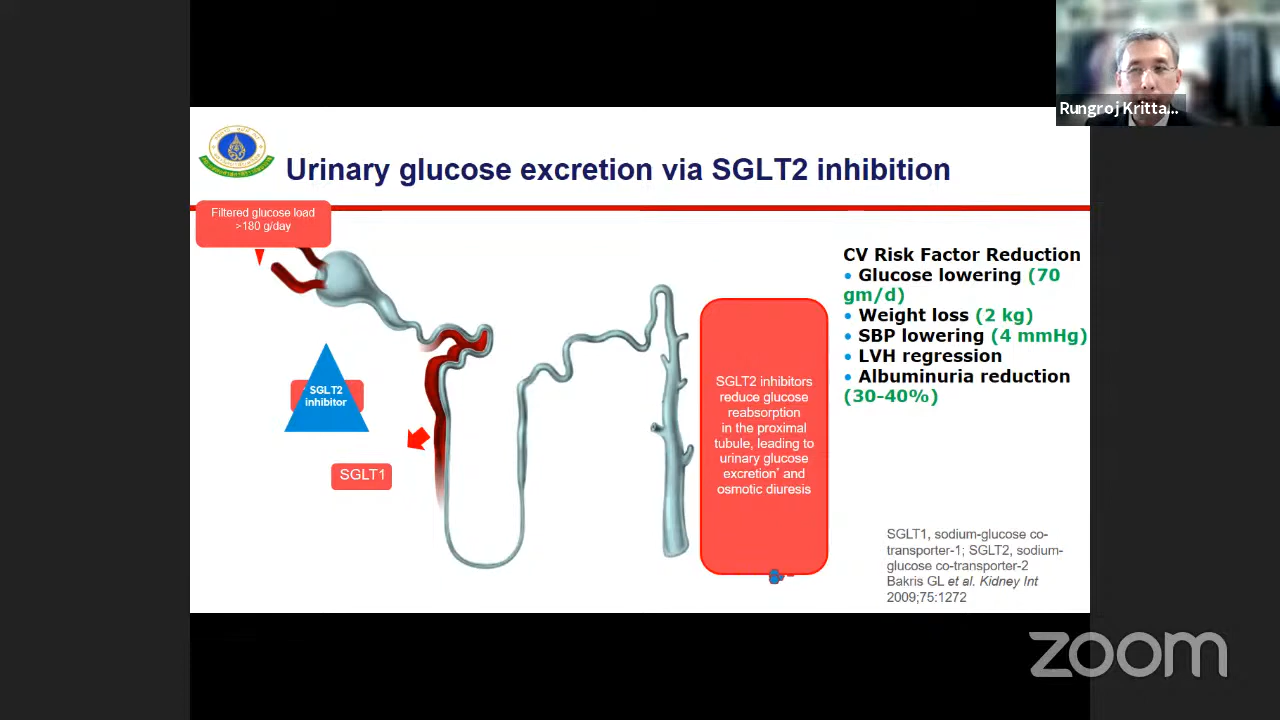 Rungroj Kritta...
Urinary glucose excretion via SGLT2 inhibition
Filtered glucose load
>180 g/day
SGLT2
inhibitor
SGLT1
SGLT2 inhibitors
reduce glucose
reabsorption
in the proximal
tubule, leading to
urinary glucose
excretion* and
osmotic diuresis
CV Risk Factor Reduction
• Glucose lowering (70
gm/d)
• Weight loss (2 kg)
• SBP lowering (4 mmHg)
• LVH regression
• Albuminuria reduction
(30-40%)
SGLT1, sodium-glucose co-
transporter-1; SGLT2, sodium-
glucose co-transporter-2
Bakris GL et al. Kidney Int
2009;75:1272
zoom